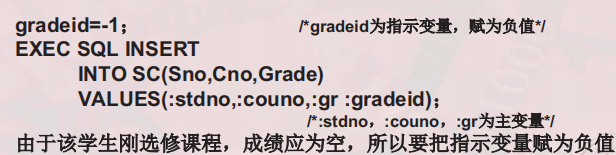 gradeid=-1； /*gradeid为指示变量，赋为负值*/
EXEC SQL INSERT
INTO SC(Sno,Cno,Grade)
VALUES(:stdno,:couno,:gr :gradeid)；
/*:stdno，:couno，:gr为主变量*/
由于该学生刚选修课程，成绩应为空，所以要把指示变量赋为负值